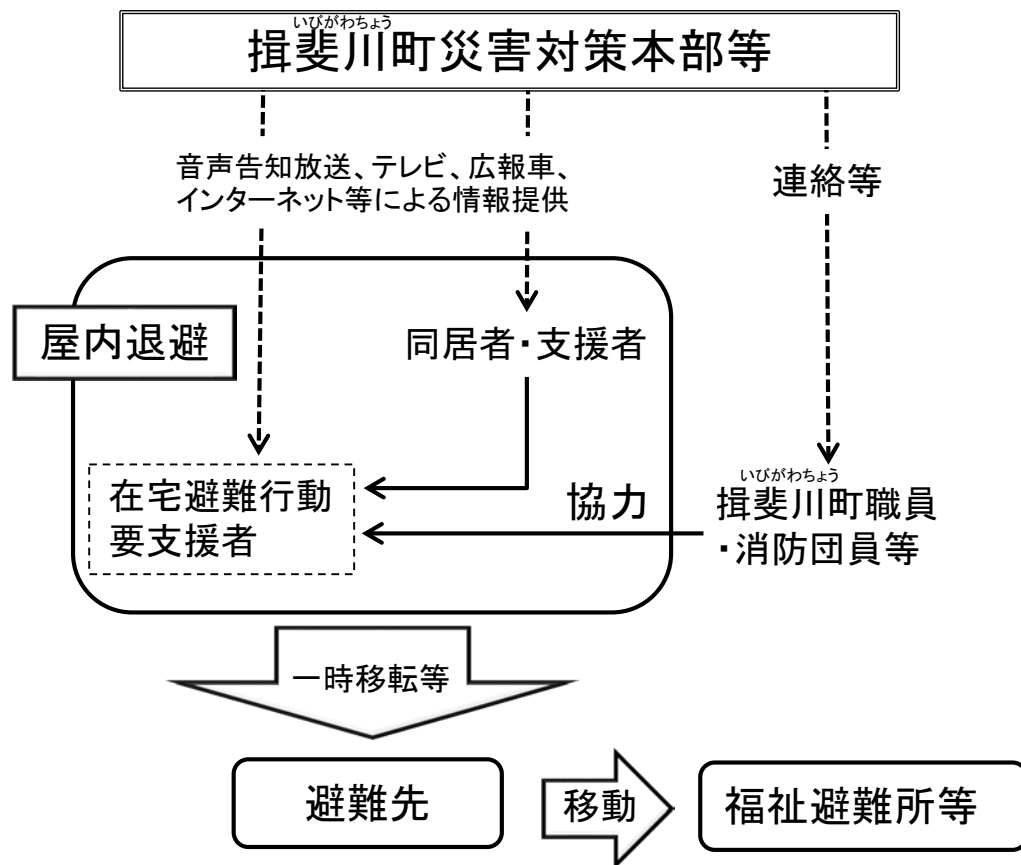 いびがわちょう
揖斐川町災害対策本部等
音声告知放送、テレビ、広報車、
インターネット等による情報提供
連絡等
屋内退避
同居者・支援者
在宅避難行動
要支援者
協力
いびがわちょう
揖斐川町職員
・消防団員等
一時移転等
避難先
移動
福祉避難所等